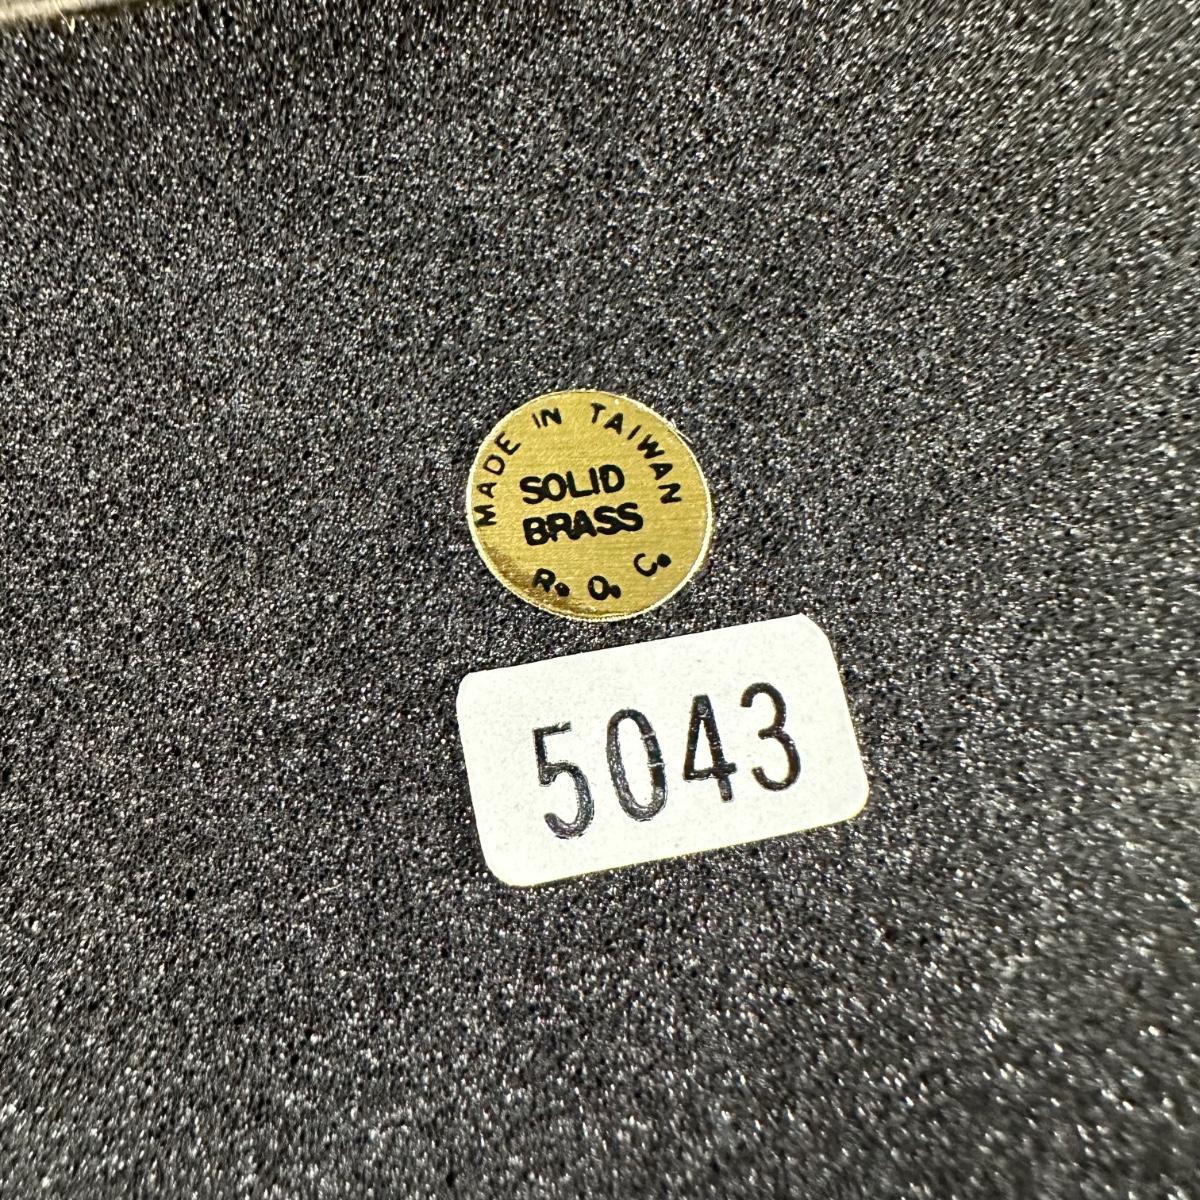 MADE IN TAIWAN
SOLID
BRASS
R. O. C.
5043